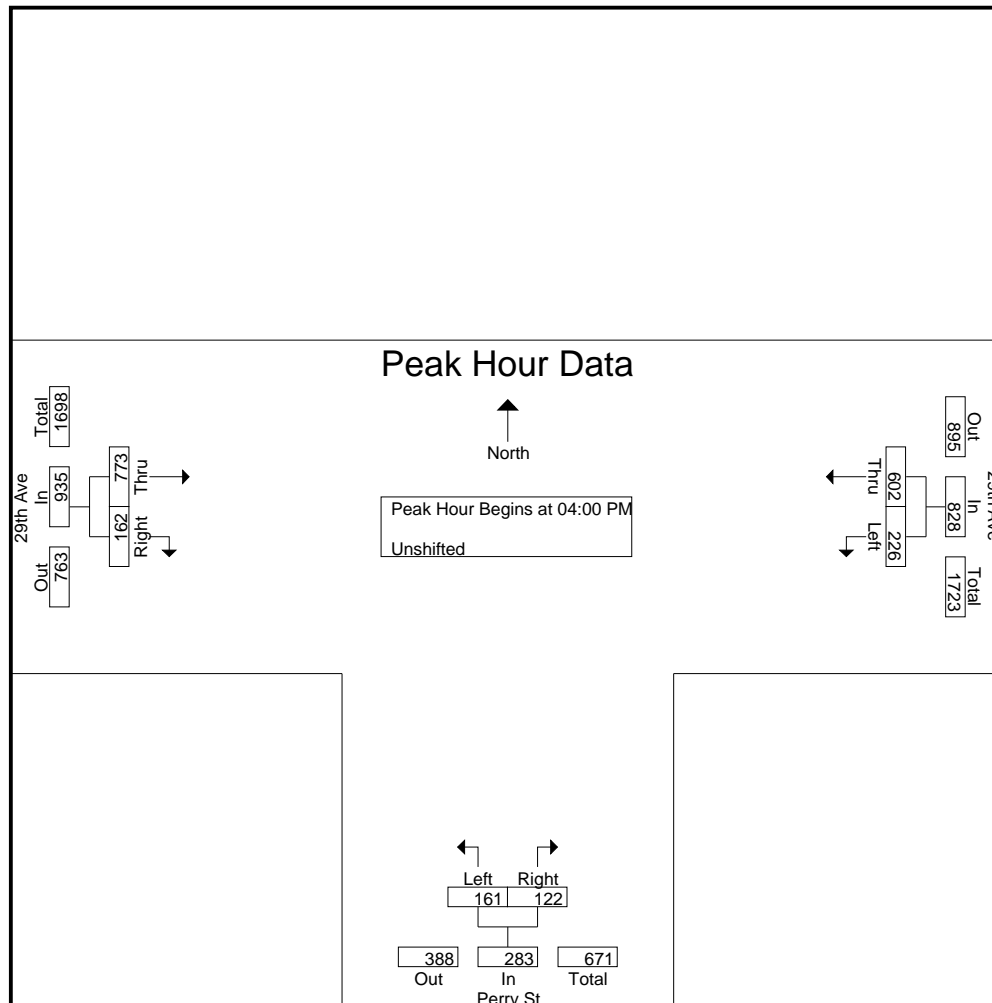 Peak Hour Data
North
Peak Hour Begins at 04:00 PM
Unshifted
29th Ave
Total
1698
In
935
Out
763
773
Thru
162
Right
Out
895
In
828
Total
1723
Thru
602
Left
226
Left
Right
161
122
388
283
671
Out
In
Total
Perry St